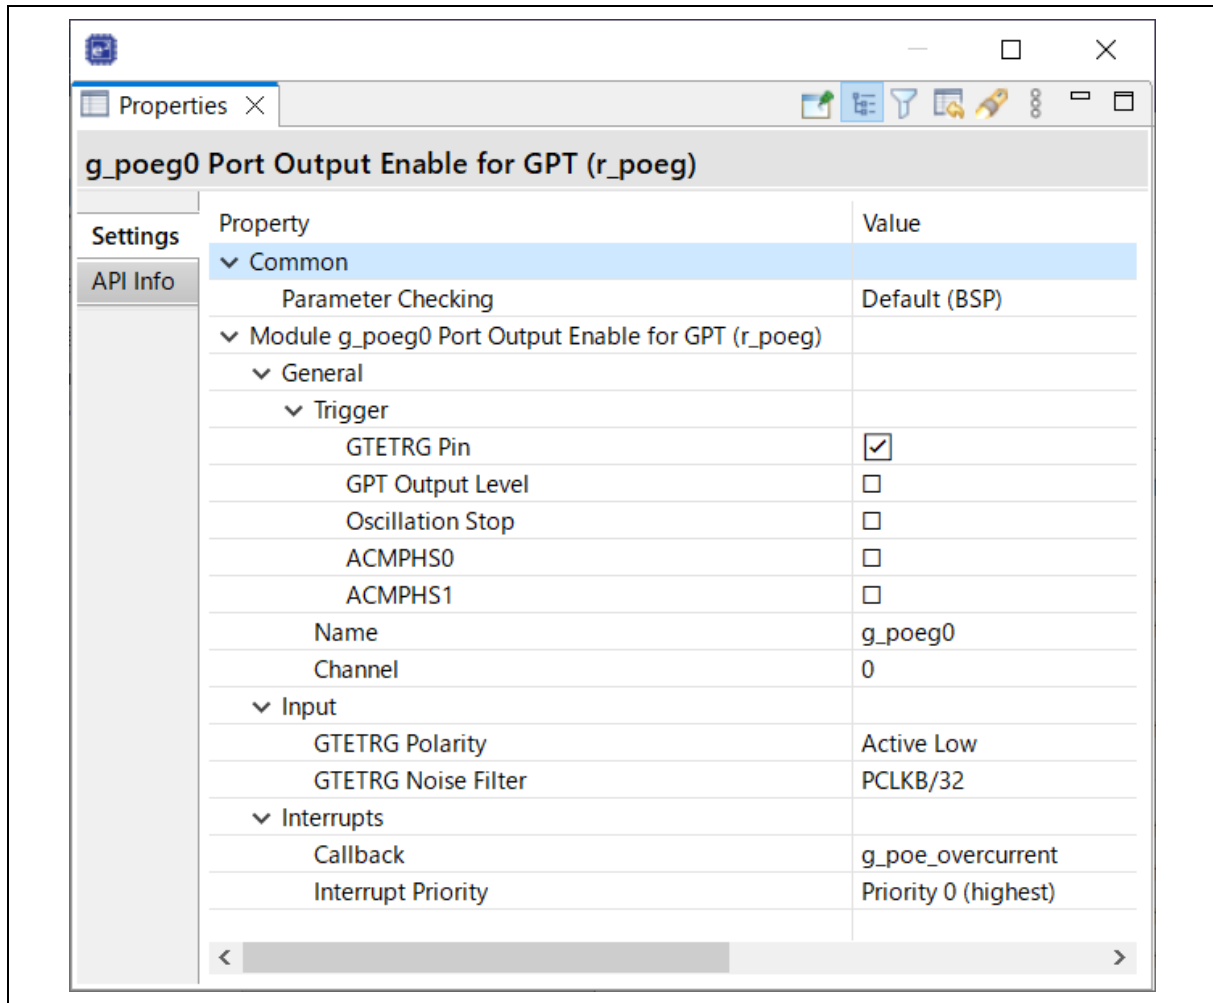 Properties
g_poeg0 Port Output Enable for GPT (r_poeg)
Settings
API Info
Property Value
Common
Parameter Checking Default (BSP)
Module g_poeg0 Port Output Enable for GPT (r_poeg)
General
Trigger
GTETRG Pin
GPT Output Level
Oscillation Stop
ACMPHS0
ACMPHS1
Name g_poeg0
Channel 0
Input
GTETRG Polarity Active Low
GTETRG Noise Filter PCLKB/32
Interrupts
Callback g_poe_overcurrent
Interrupt Priority Priority 0 (highest)